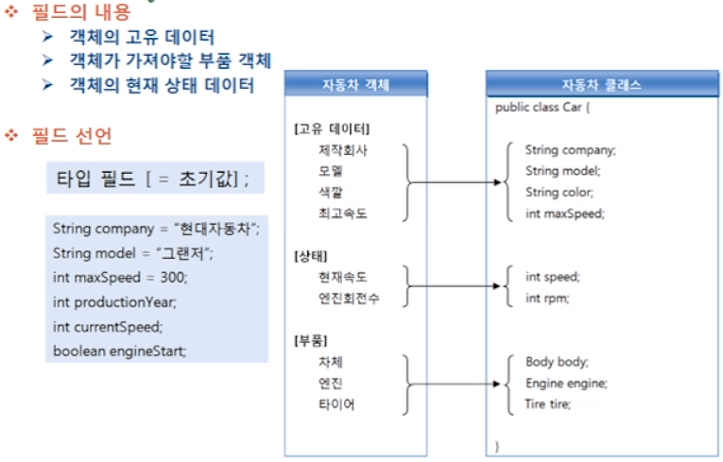 ❖ 필드의 내용
➤ 객체의 고유 데이터
➤ 객체가 가져야할 부품 객체
➤ 객체의 현재 상태 데이터
❖ 필드 선언
타입 필드 [ = 초기값] ;
String company = “현대자동차”;
String model = “그랜저”;
int maxSpeed = 300;
int productionYear;
int currentSpeed;
boolean engineStart;
자동차 객체
[고유 데이터]
제작회사
모델
색깔
최고속도
[상태]
현재속도
엔진회전수
[부품]
차체
엔진
타이어
자동차 클래스
public class Car {
String company;
String model;
String color;
int maxSpeed;
int speed;
int rpm;
Body body;
Engine engine;
Tire tire;
}